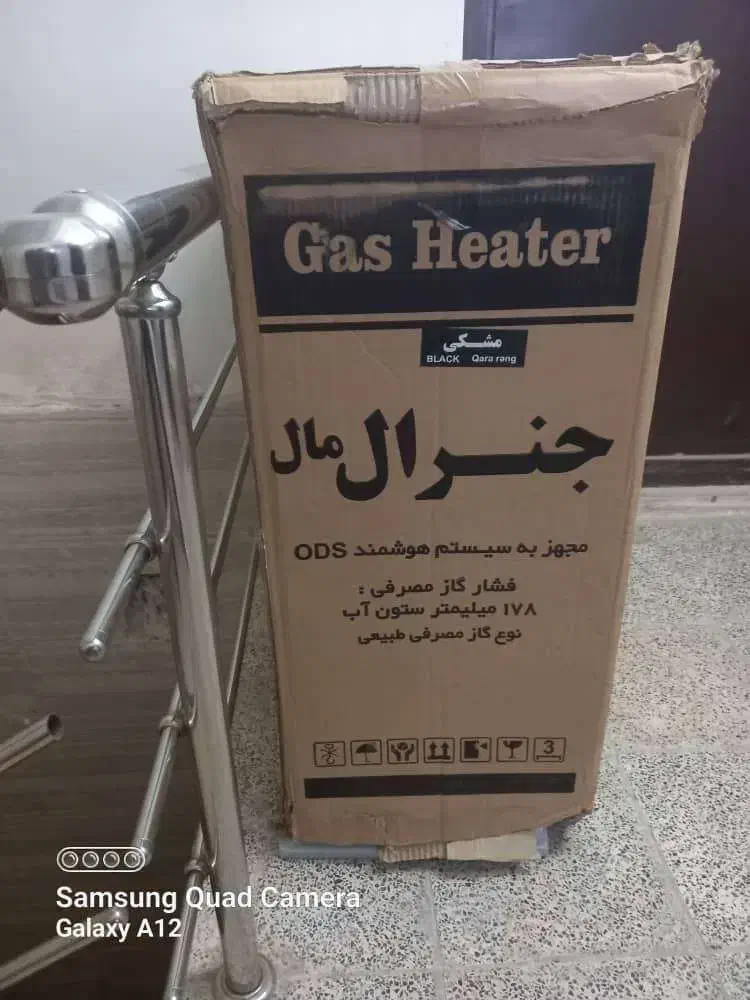 Gas Heater
مشکی
BLACK Qara rang
جنرال مال
مجهز به سیستم هوشمند ODS
فشار گاز مصرفی :
۱۷۸ میلیمتر ستون آب
نوع گاز مصرفی طبیعی
3
Samsung Quad Camera
Galaxy A12